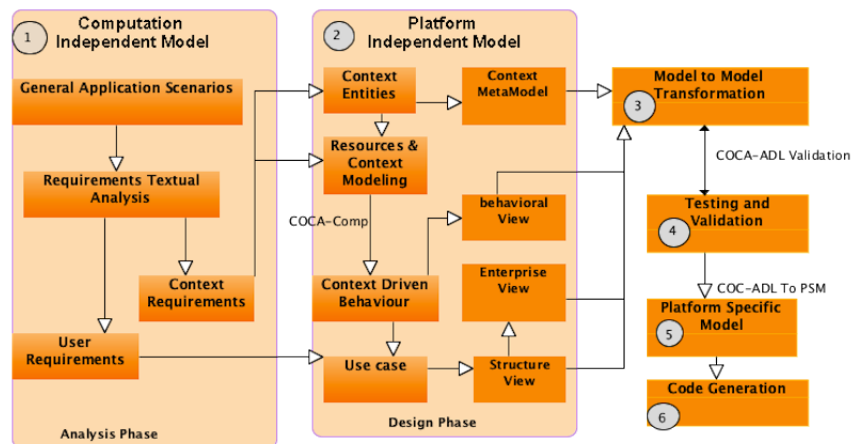 1
Computation
Independent Model
General Application Scenarios
Requirements Textual
Analysis
Context
Requirements
User
Requirements
Analysis Phase
2
Platform
Independent Model
Context
Entities
Context
MetaModel
Resources &
Context
Modeling
COCA-Comp
behavioral
View
Context Driven
Behaviour
Enterprise
View
Use case
Structure
View
Design Phase
Model to Model
Transformation
3
COCA-ADL Validation
Testing and
Validation
4
COC-ADL To PSM
Platform Specific
Model
5
Code Generation
6